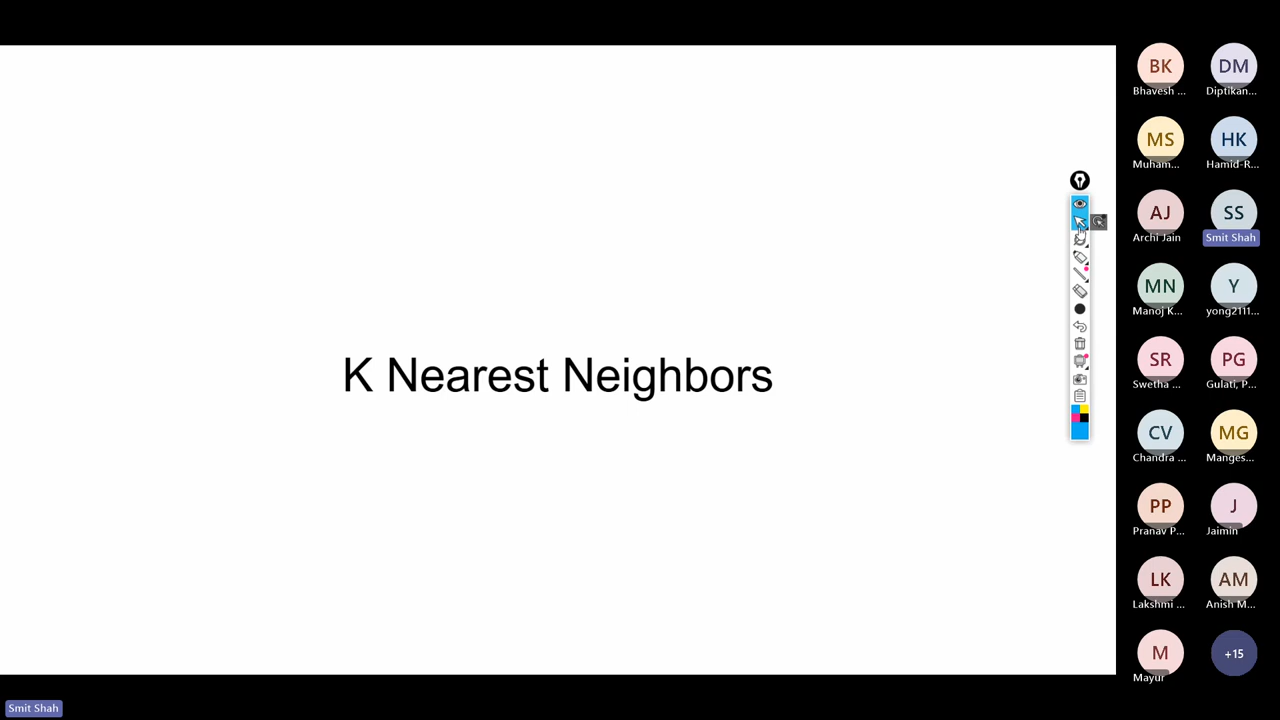 K Nearest Neighbors
BK
Bhavesh ...
DM
Diptikan...
MS
Muham...
HK
Hamid-R...
AJ
Archi Jain
SS
Smit Shah
MN
Manoj K...
Y
yong2111...
SR
Swetha ...
PG
Gulati, P...
CV
Chandra ...
MG
Manges...
PP
Pranav P...
J
Jaimin
LK
Lakshmi ...
AM
Anish M...
M
Mayur
+15
Smit Shah